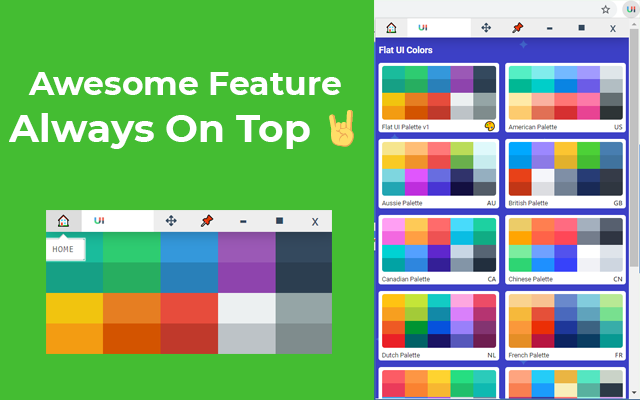 Awesome Feature
Always On Top
UI
X
HOME
UI
UI
X
Flat UI Colors
Flat UI Palette v1
American Palette US
Aussie Palette AU
British Palette GB
Canadian Palette CA
Chinese Palette CN
Dutch Palette NL
French Palette FR